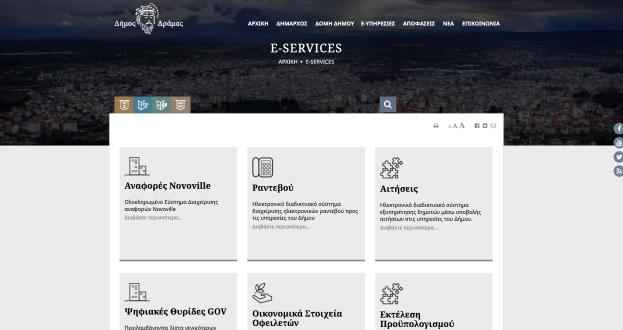 Δήμος Δράμας
ΑΡΧΙΚΗ ΔΗΜΑΡΧΟΣ ΔΟΜΗ ΔΗΜΟΥ Ε-ΥΠΗΡΕΣΙΕΣ ΑΠΟΦΑΣΕΙΣ ΝΕΑ ΕΠΙΚΟΙΝΩΝΙΑ
E-SERVICES
ΑΡΧΙΚΗ E-SERVICES
A A A
Αναφορές Novoville
Ολοκληρωμένο Σύστημα Διαχείρισης
αναφορών Novoville
Διαβάστε περισσότερα...
Ραντεβού
Ηλεκτρονικό διαδικτυακό σύστημα
διαχείρισης ηλεκτρονικών ραντεβού προς
τις υπηρεσίες του Δήμου
Διαβάστε περισσότερα...
Αιτήσεις
Ηλεκτρονικό διαδικτυακό σύστημα
εξυπηρέτησης δημοτών μέσω υποβολής
αιτήσεων στις υπηρεσίες του Δήμου.
Διαβάστε περισσότερα...
Ψηφιακές Θυρίδες GOV
Περιλαμβάνονται λίστα γενικότερων
Οικονομικά Στοιχεία
Οφειλετών
Εκτέλεση
Προϋπολογισμού